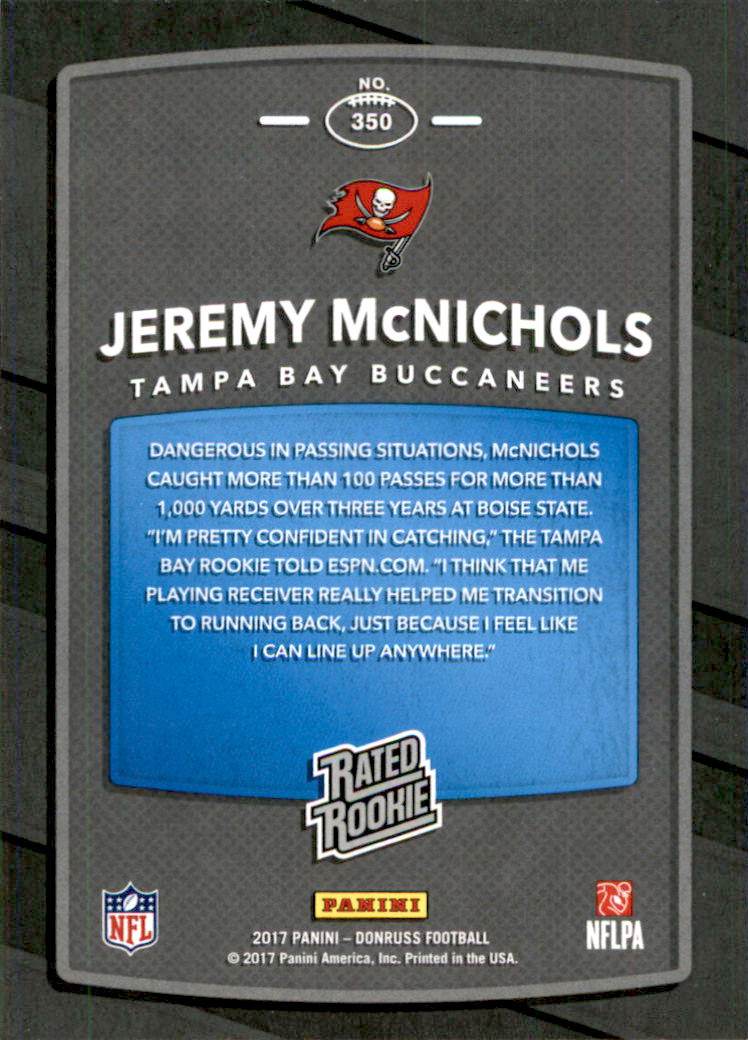 NO.
350
JEREMY McNICHOLS
TAMPA BAY BUCCANEERS
DANGEROUS IN PASSING SITUATIONS, McNICHOLS
CAUGHT MORE THAN 100 PASSES FOR MORE THAN
1,000 YARDS OVER THREE YEARS AT BOISE STATE.
"I'M PRETTY CONFIDENT IN CATCHING," THE TAMPA
BAY ROOKIE TOLD ESPN.COM. "I THINK THAT ME
PLAYING RECEIVER REALLY HELPED ME TRANSITION
TO RUNNING BACK, JUST BECAUSE I FEEL LIKE
I CAN LINE UP ANYWHERE."
RATED
ROOKIE
NFL
PANINI
NFLPA
2017 PANINI – DONRUSS FOOTBALL
© 2017 Panini America, Inc. Printed in the USA.